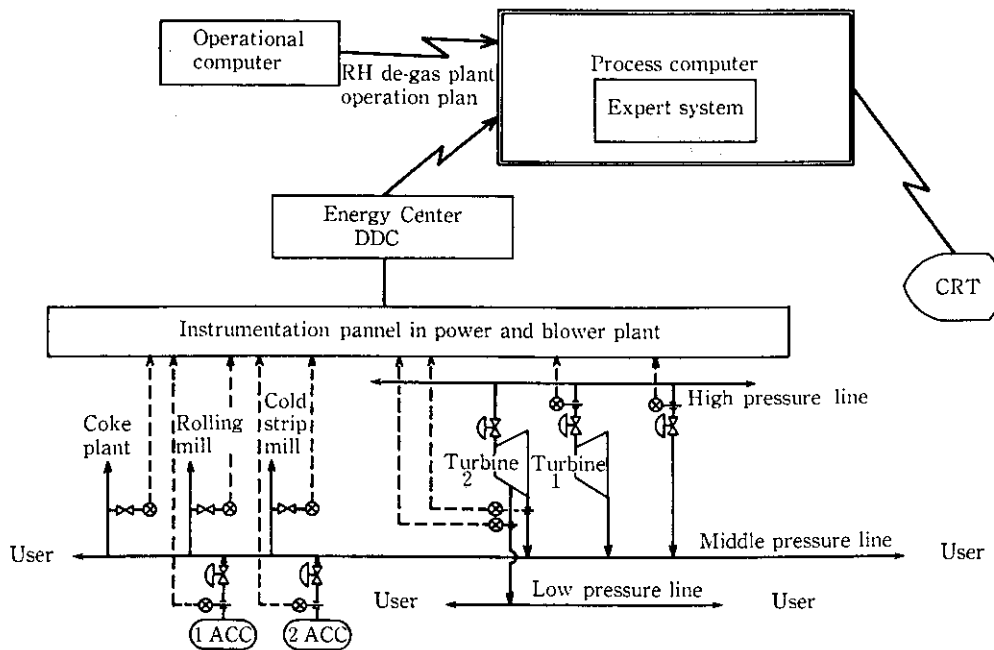 Operational
computer
RH de-gas plant
operation plan
Process computer
Expert system
Energy Center
DDC
CRT
Instrumentation pannel in power and blower plant
High pressure line
Coke
plant
Rolling
mill
Cold
strip
mill
Turbine
2
Turbine
1
User
Middle pressure line
User
User
Low pressure line
User
1 ACC
2 ACC